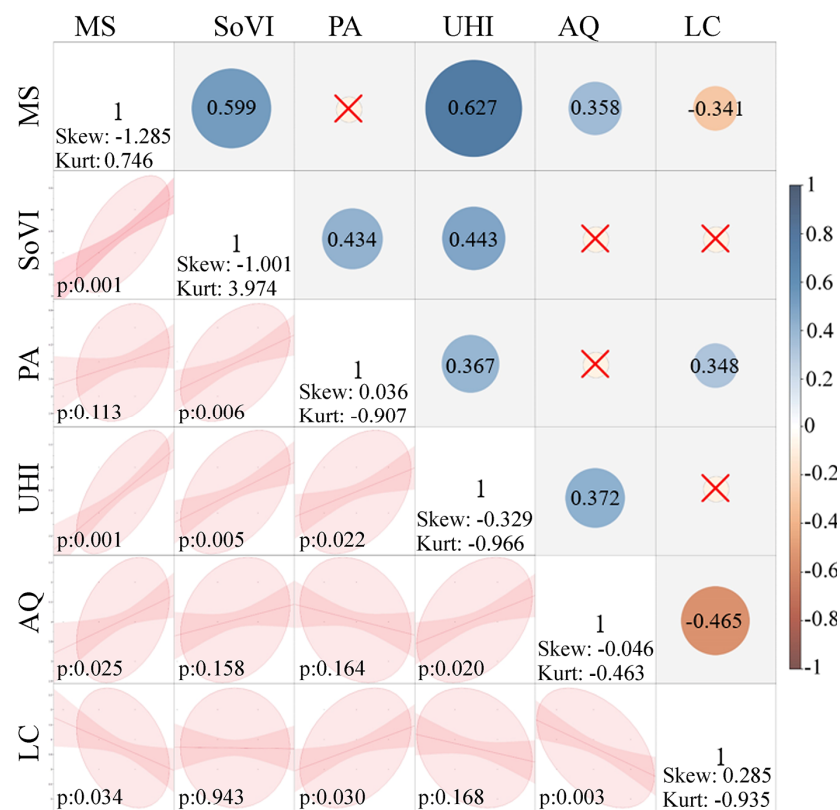 MS SoVI PA UHI AQ LC
MS
1
Skew: -1.285
Kurt: 0.746
0.599
0.627
0.358
-0.341
1
0.8
SoVI
p:0.001
1
Skew: -1.001
Kurt: 3.974
0.434
0.443
0.6
0.4
PA
p:0.113
p:0.006
1
Skew: 0.036
Kurt: -0.907
0.367
0.348
0.2
0
UHI
p:0.001
p:0.005
p:0.022
1
Skew: -0.329
Kurt: -0.966
0.372
-0.2
-0.4
AQ
p:0.025
p:0.158
p:0.164
p:0.020
1
Skew: -0.046
Kurt: -0.463
-0.465
-0.6
-0.8
-1
LC
p:0.034
p:0.943
p:0.030
p:0.168
p:0.003
1
Skew: 0.285
Kurt: -0.935